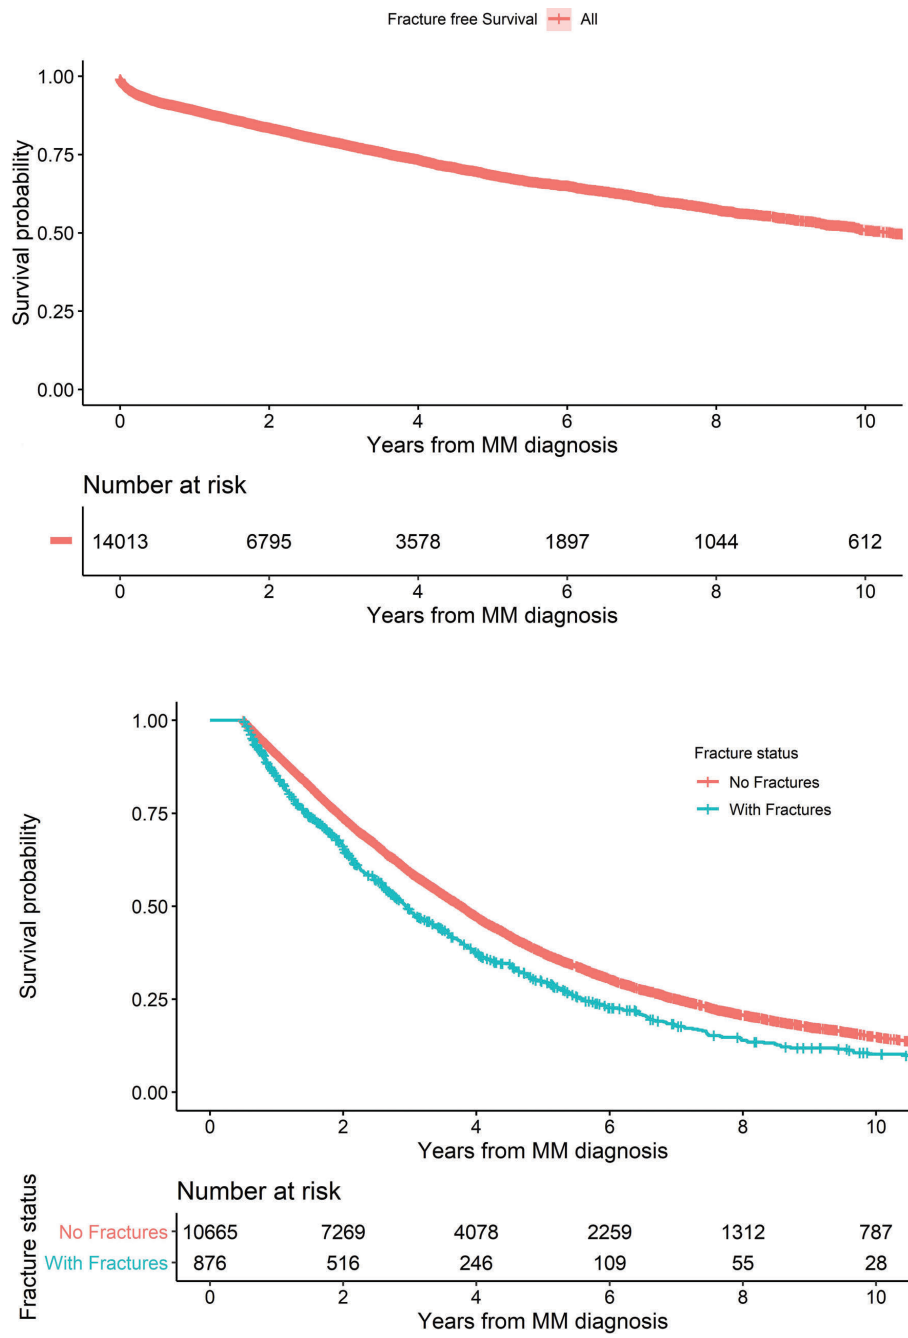 Fracture free Survival All
1.00
0.75
0.50
0.25
0.00
Survival probability
0 2 4 6 8 10
Years from MM diagnosis
Number at risk
14013 6795 3578 1897 1044 612
0 2 4 6 8 10
Years from MM diagnosis
1.00
0.75
0.50
0.25
0.00
Survival probability
Fracture status
No Fractures
With Fractures
0 2 4 6 8 10
Years from MM diagnosis
Number at risk
Fracture status
No Fractures 10665 7269 4078 2259 1312 787
With Fractures 876 516 246 109 55 28
0 2 4 6 8 10
Years from MM diagnosis